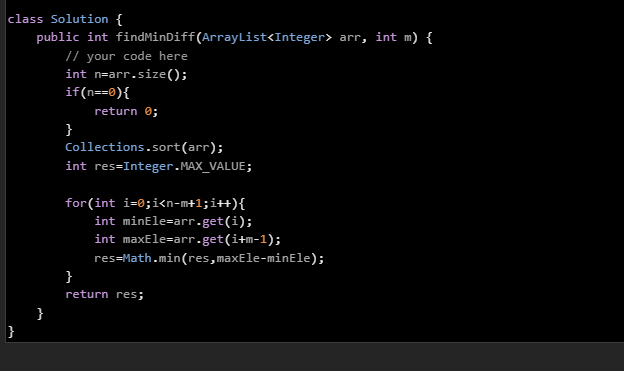 class Solution {
    public int findMinDiff(ArrayList<Integer> arr, int m) {
        // your code here
        int n=arr.size();
        if(n==0){
            return 0;
        }
        Collections.sort(arr);
        int res=Integer.MAX_VALUE;
        for(int i=0;i<n-m+1;i++){
            int minEle=arr.get(i);
            int maxEle=arr.get(i+m-1);
            res=Math.min(res,maxEle-minEle);
        }
        return res;
    }
}